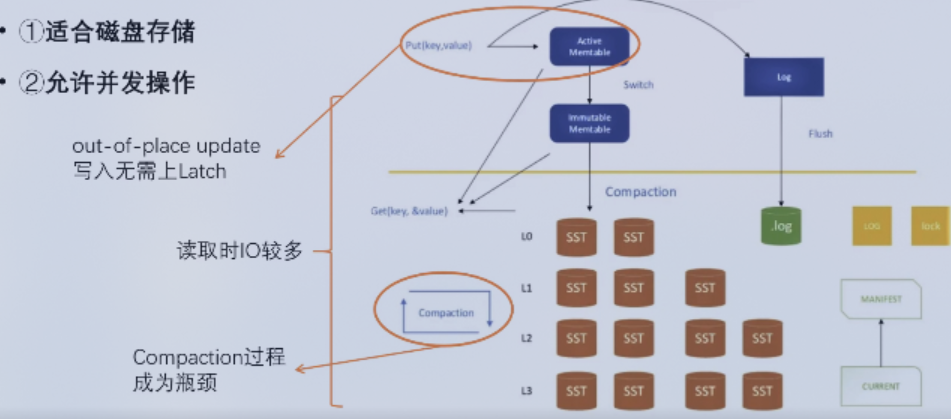 • ①适合磁盘存储
• ②允许并发操作
out-of-place update
写入无需上Latch
读取时IO较多
Compaction过程
成为瓶颈
Put(key,value)
Active
Memtable
Switch
Immutable
Memtable
Log
Flush
Compaction
Get(key, &value)
L0
SST
SST
.log
LOG
lock
L1
SST
SST
SST
MANIFEST
Compaction
L2
SST
SST
SST
SST
L3
SST
SST
SST
SST
CURRENT